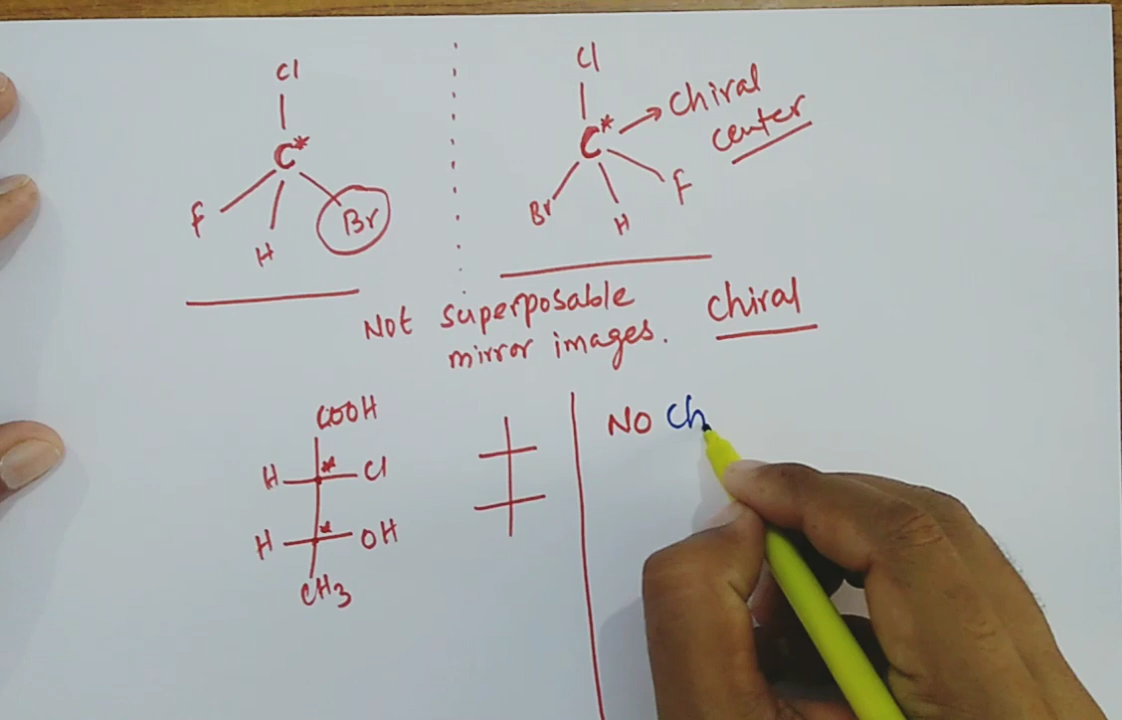 Cl
C*
F
H
Br
Cl
C*
Chiral
center
Br
H
F
Not superposable
mirror images.
chiral
COOH
H
*
Cl
H
*
OH
CH3
NO Ch